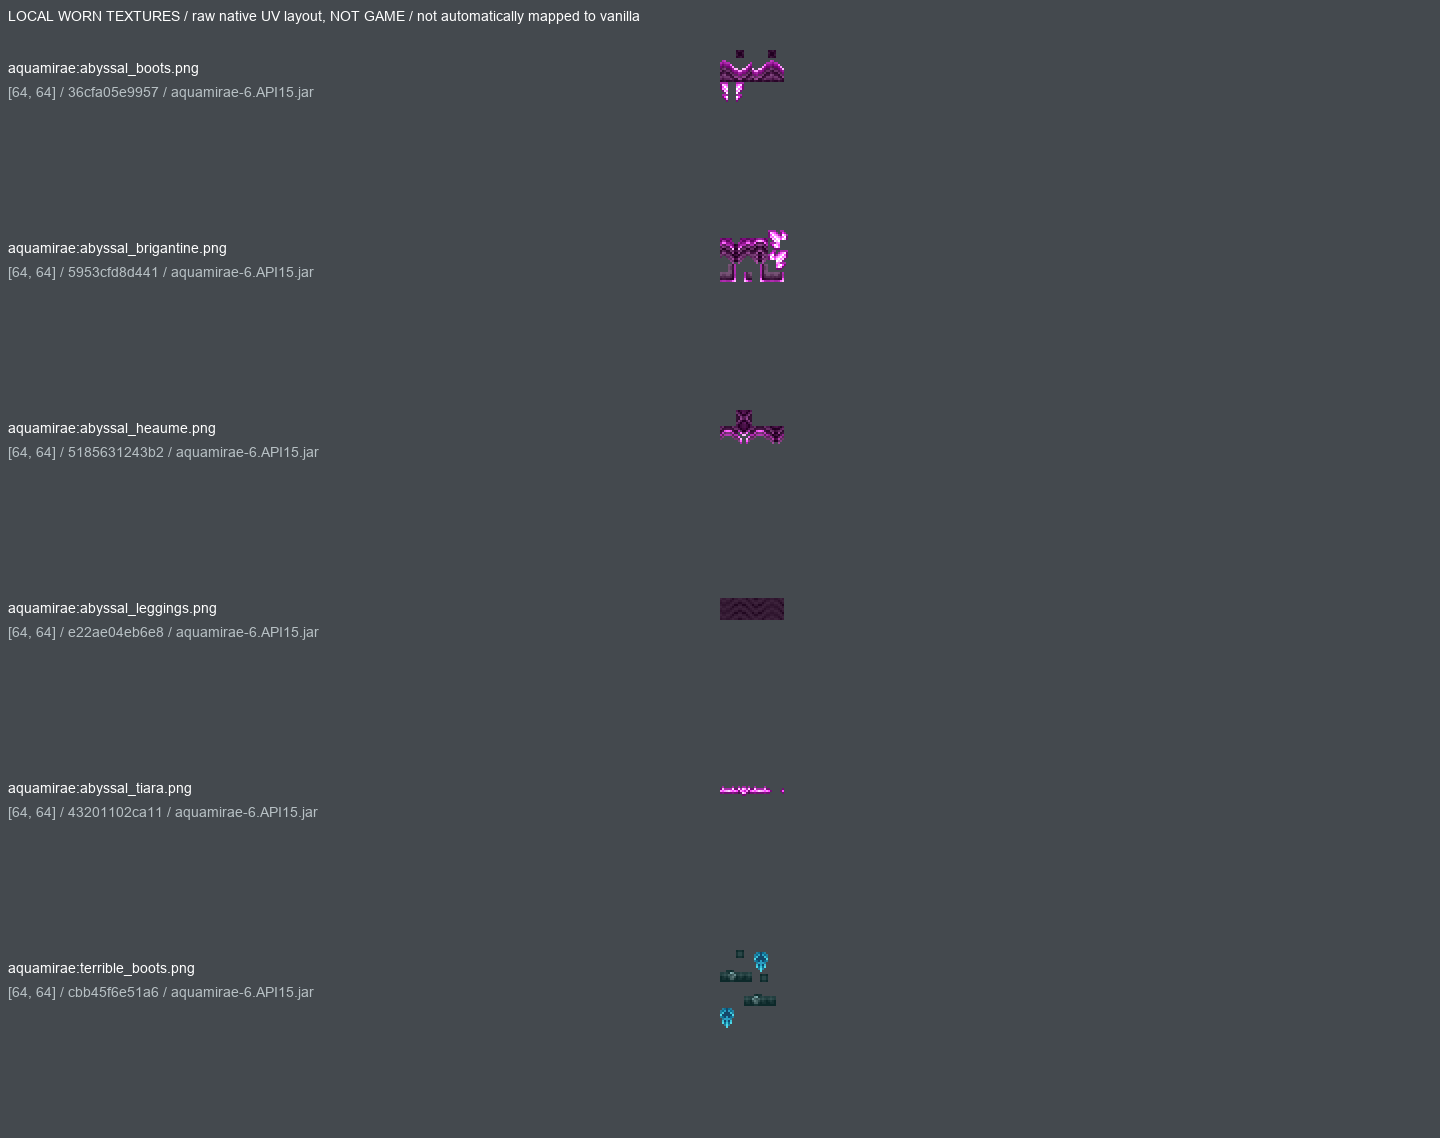 LOCAL WORN TEXTURES / raw native UV layout, NOT GAME / not automatically mapped to vanilla
aquamirae:abyssal_boots.png
[64, 64] / 36cfa05e9957 / aquamirae-6.API15.jar
aquamirae:abyssal_brigantine.png
[64, 64] / 5953cfd8d441 / aquamirae-6.API15.jar
aquamirae:abyssal_heaume.png
[64, 64] / 5185631243b2 / aquamirae-6.API15.jar
aquamirae:abyssal_leggings.png
[64, 64] / e22ae04eb6e8 / aquamirae-6.API15.jar
aquamirae:abyssal_tiara.png
[64, 64] / 43201102ca11 / aquamirae-6.API15.jar
aquamirae:terrible_boots.png
[64, 64] / cbb45f6e51a6 / aquamirae-6.API15.jar